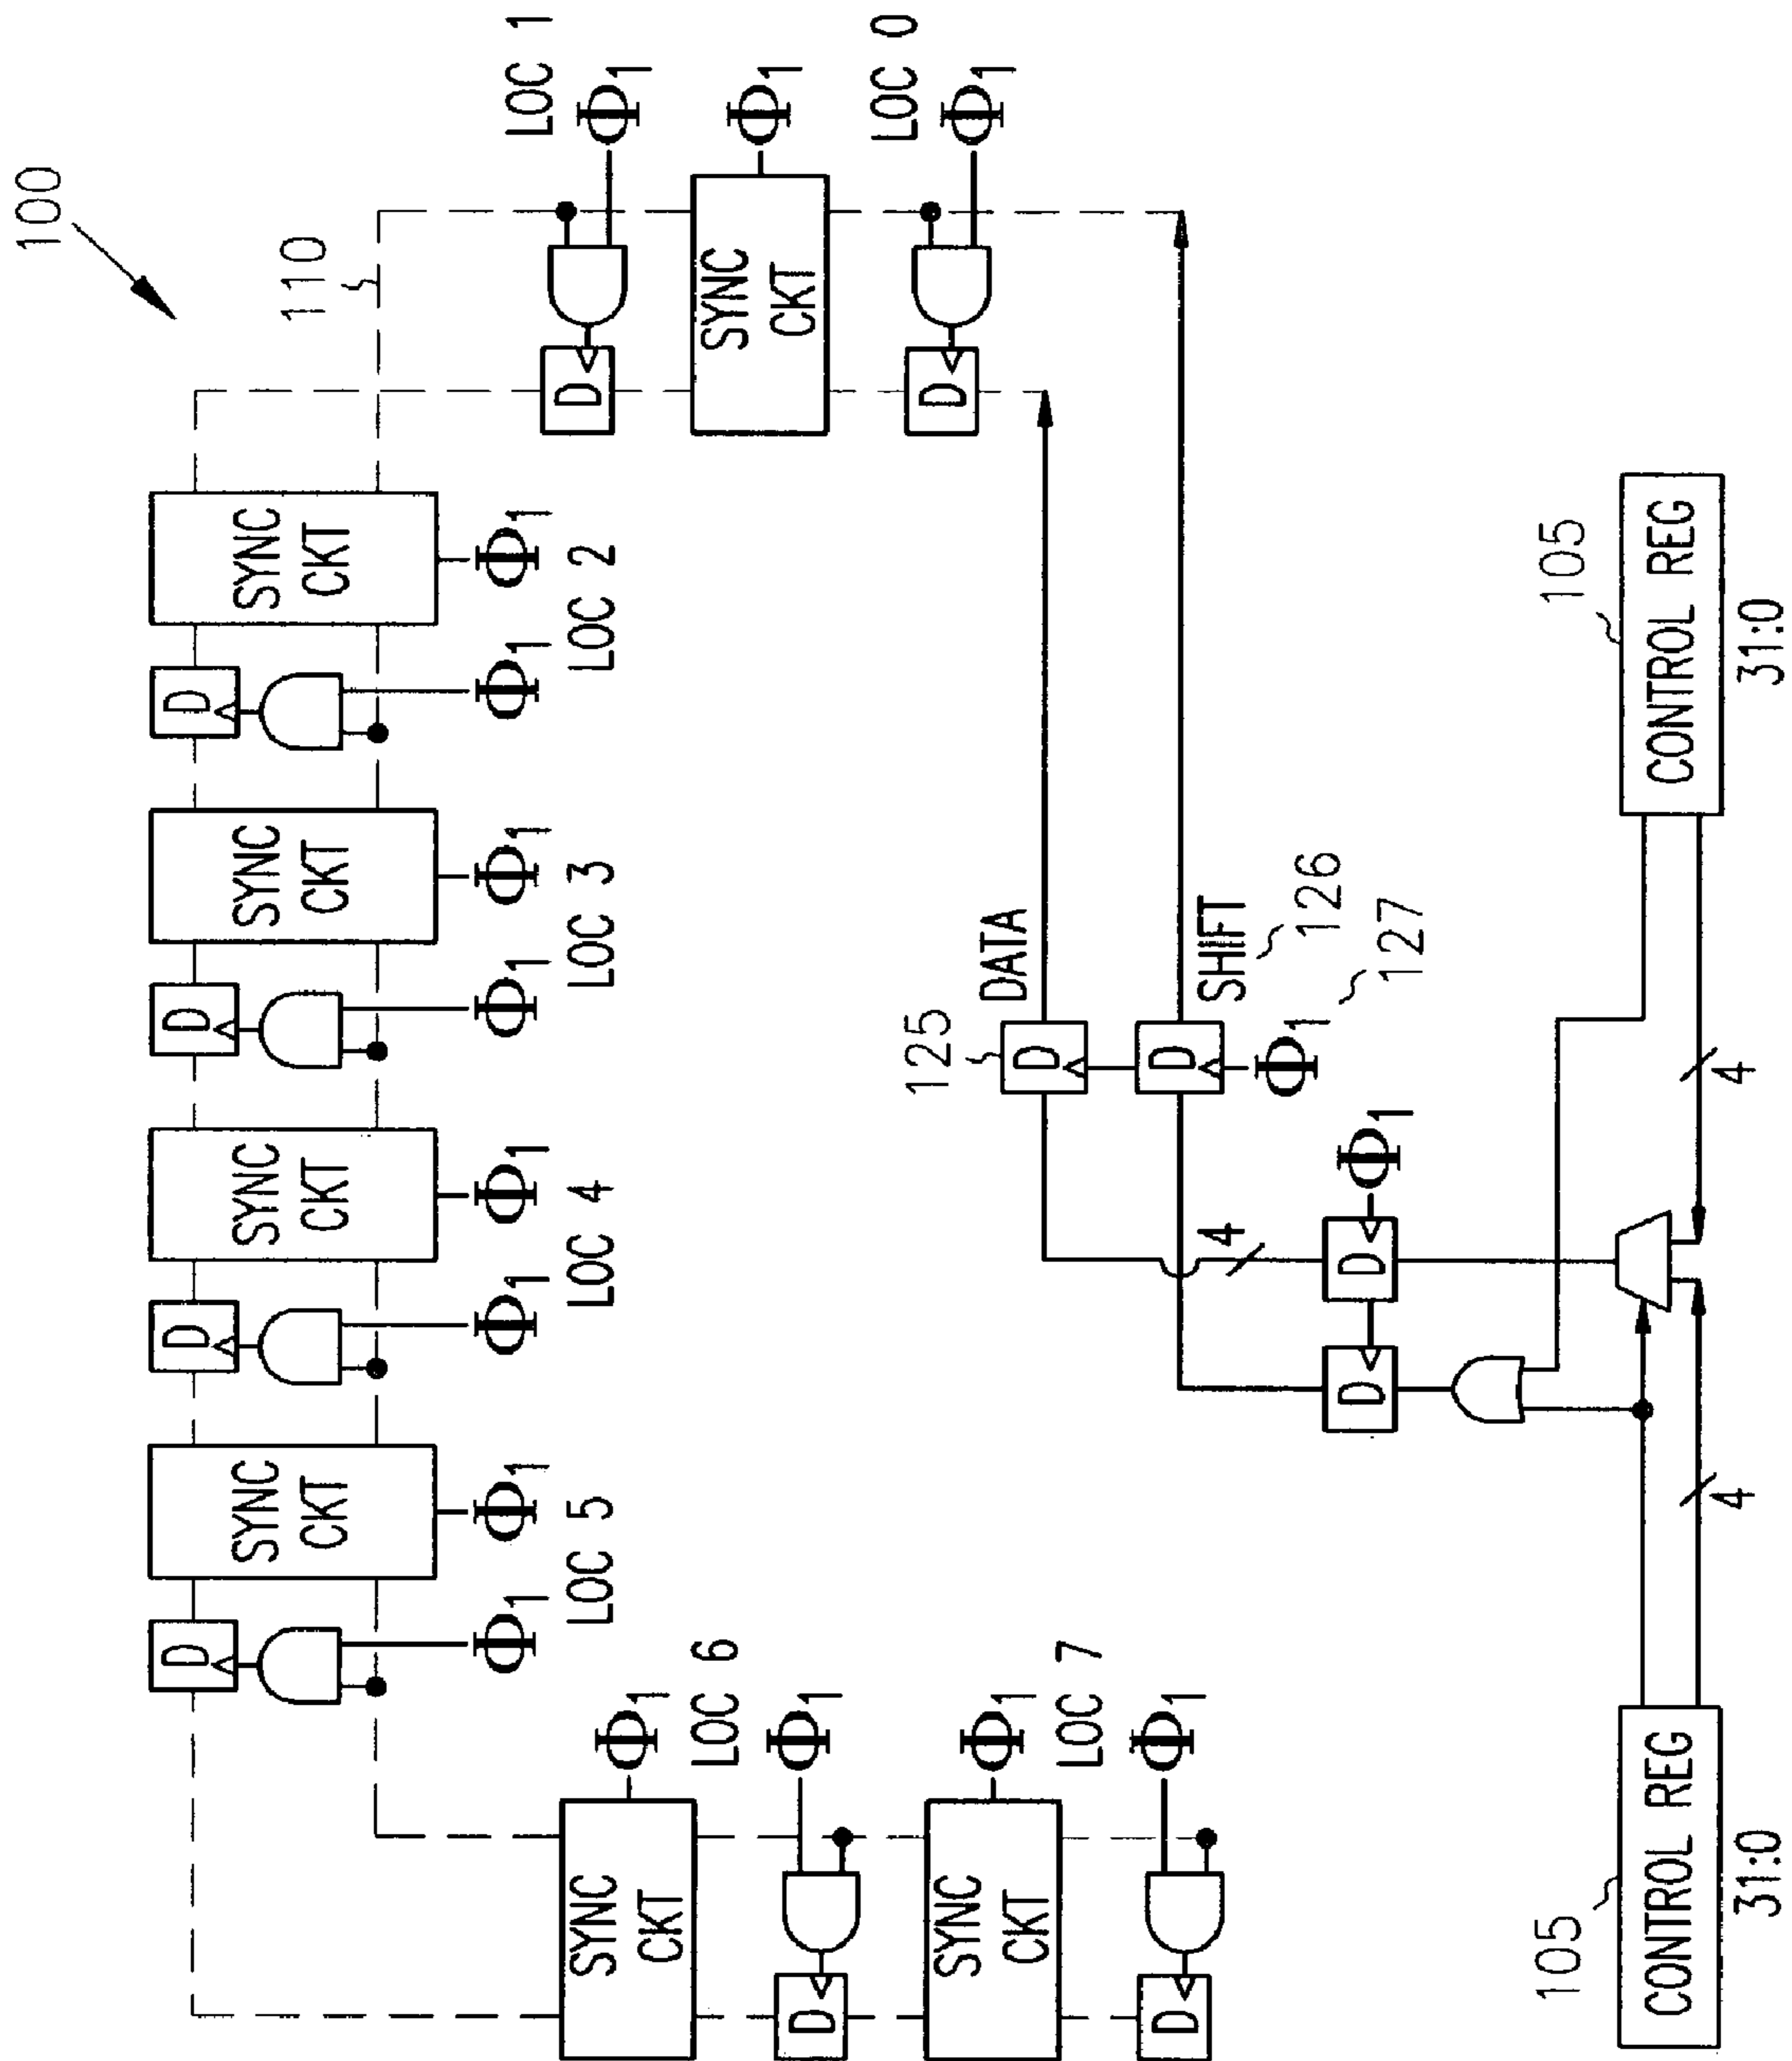 100
110
LOC 1
Φ1
Φ1
LOC 0
Φ1
D
SYNC
CKT
D
SYNC
CKT
Φ1
D
Φ1
LOC 2
SYNC
CKT
Φ1
D
Φ1
LOC 3
SYNC
CKT
Φ1
D
Φ1
LOC 4
SYNC
CKT
Φ1
D
Φ1
LOC 5
SYNC
CKT
Φ1
LOC 6
D
Φ1
SYNC
CKT
Φ1
LOC 7
D
Φ1
125
D
DATA
D
SHIFT
126
Φ1
127
4
D
Φ1
D
4
4
105
CONTROL REG
31:0
105
CONTROL REG
31:0